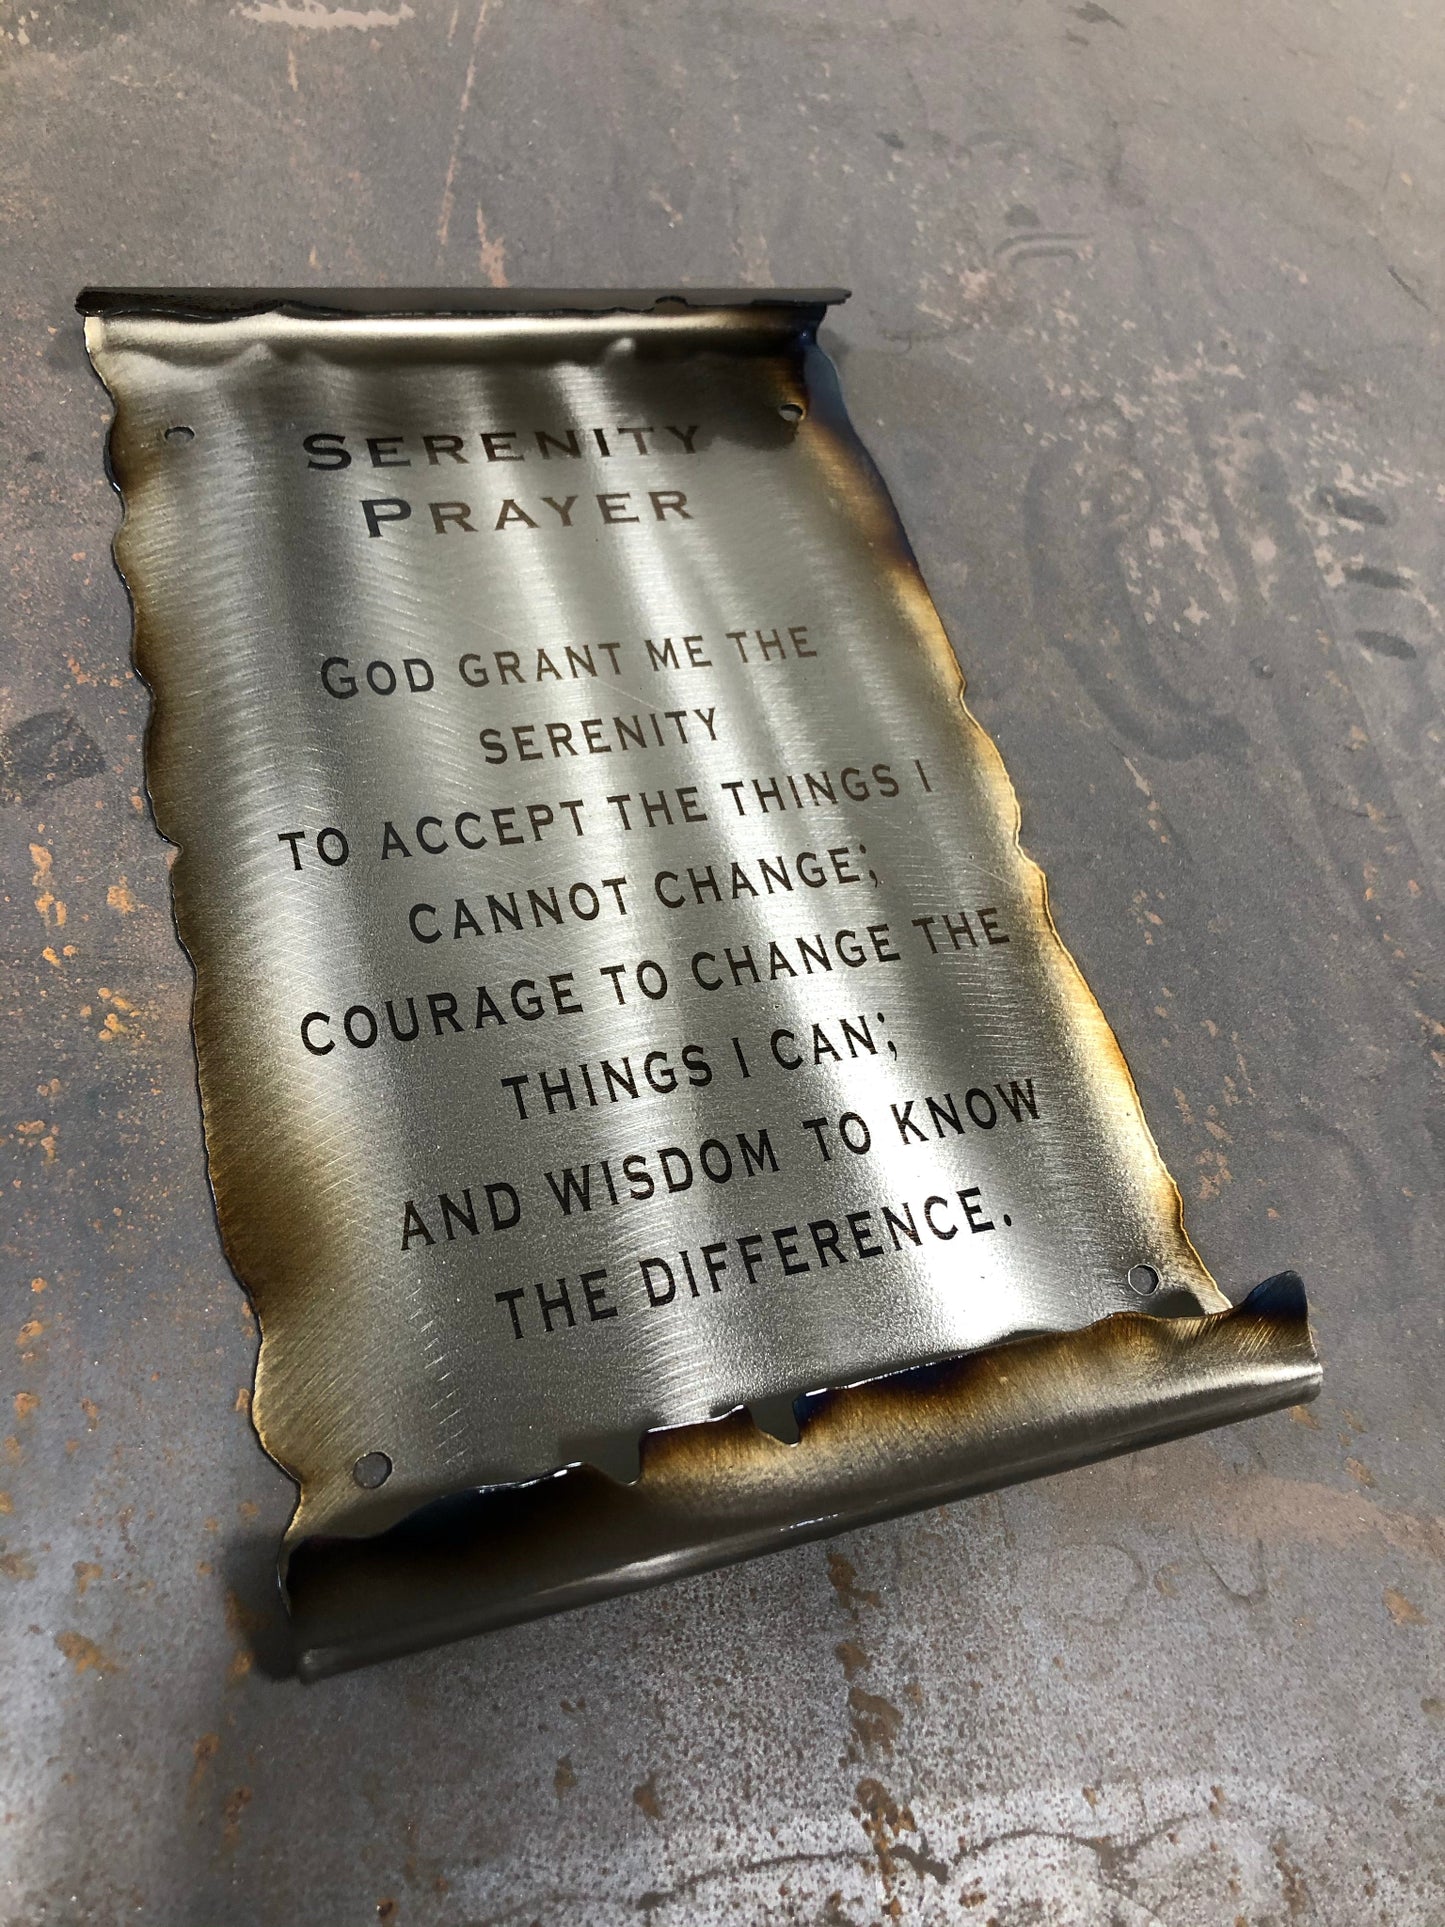 SERENITY
PRAYER
GOD GRANT ME THE
SERENITY
TO ACCEPT THE THINGS I
CANNOT CHANGE;
COURAGE TO CHANGE THE
THINGS I CAN;
AND WISDOM TO KNOW
THE DIFFERENCE.